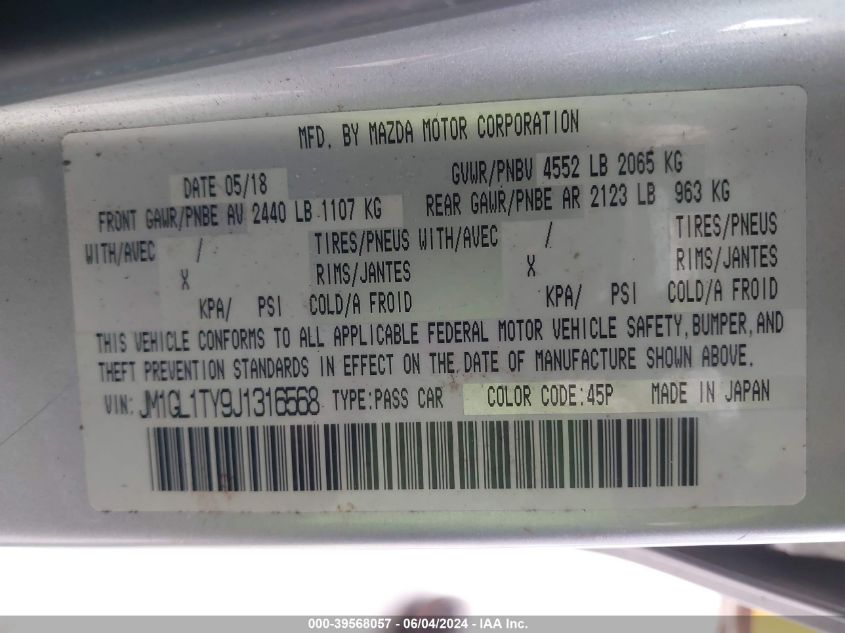 MFD. BY MAZDA MOTOR CORPORATION
DATE 05/18 GVWR/PNBV 4552 LB 2065 KG
FRONT GAWR/PNBE AV 2440 LB 1107 KG REAR GAWR/PNBE AR 2123 LB 963 KG
WITH/AVEC / TIRES/PNEUS WITH/AVEC / TIRES/PNEUS
X RIMS/JANTES X RIMS/JANTES
KPA/ PSI COLD/A FROID KPA/ PSI COLD/A FROID
THIS VEHICLE CONFORMS TO ALL APPLICABLE FEDERAL MOTOR VEHICLE SAFETY, BUMPER, AND
THEFT PREVENTION STANDARDS IN EFFECT ON THE DATE OF MANUFACTURE SHOWN ABOVE.
VIN: JM1GL1TY9J1316568 TYPE:PASS CAR COLOR CODE:45P MADE IN JAPAN
000-39568057 - 06/04/2024 - IAA Inc.